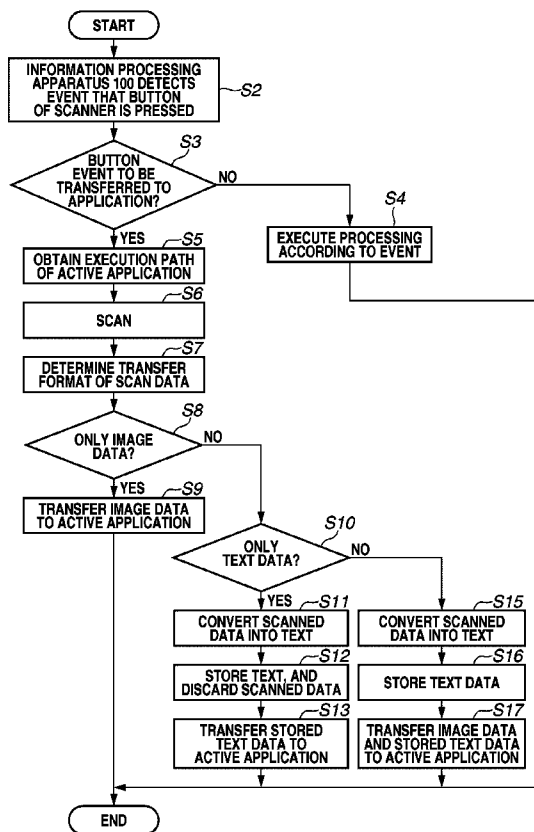 START
INFORMATION PROCESSING
APPARATUS 100 DETECTS
EVENT THAT BUTTON
OF SCANNER IS PRESSED
S2
S3
BUTTON
EVENT TO BE
TRANSFERRED TO
APPLICATION?
NO
YES
S4
EXECUTE PROCESSING
ACCORDING TO EVENT
S5
OBTAIN EXECUTION PATH
OF ACTIVE APPLICATION
S6
SCAN
S7
DETERMINE TRANSFER
FORMAT OF SCAN DATA
S8
ONLY IMAGE
DATA?
NO
YES
S9
TRANSFER IMAGE DATA
TO ACTIVE APPLICATION
S10
ONLY
TEXT DATA?
NO
YES
S11
CONVERT SCANNED
DATA INTO TEXT
S12
STORE TEXT, AND
DISCARD SCANNED DATA
S13
TRANSFER STORED
TEXT DATA TO
ACTIVE APPLICATION
S15
CONVERT SCANNED
DATA INTO TEXT
S16
STORE TEXT DATA
S17
TRANSFER IMAGE DATA
AND STORED TEXT DATA
TO ACTIVE APPLICATION
END